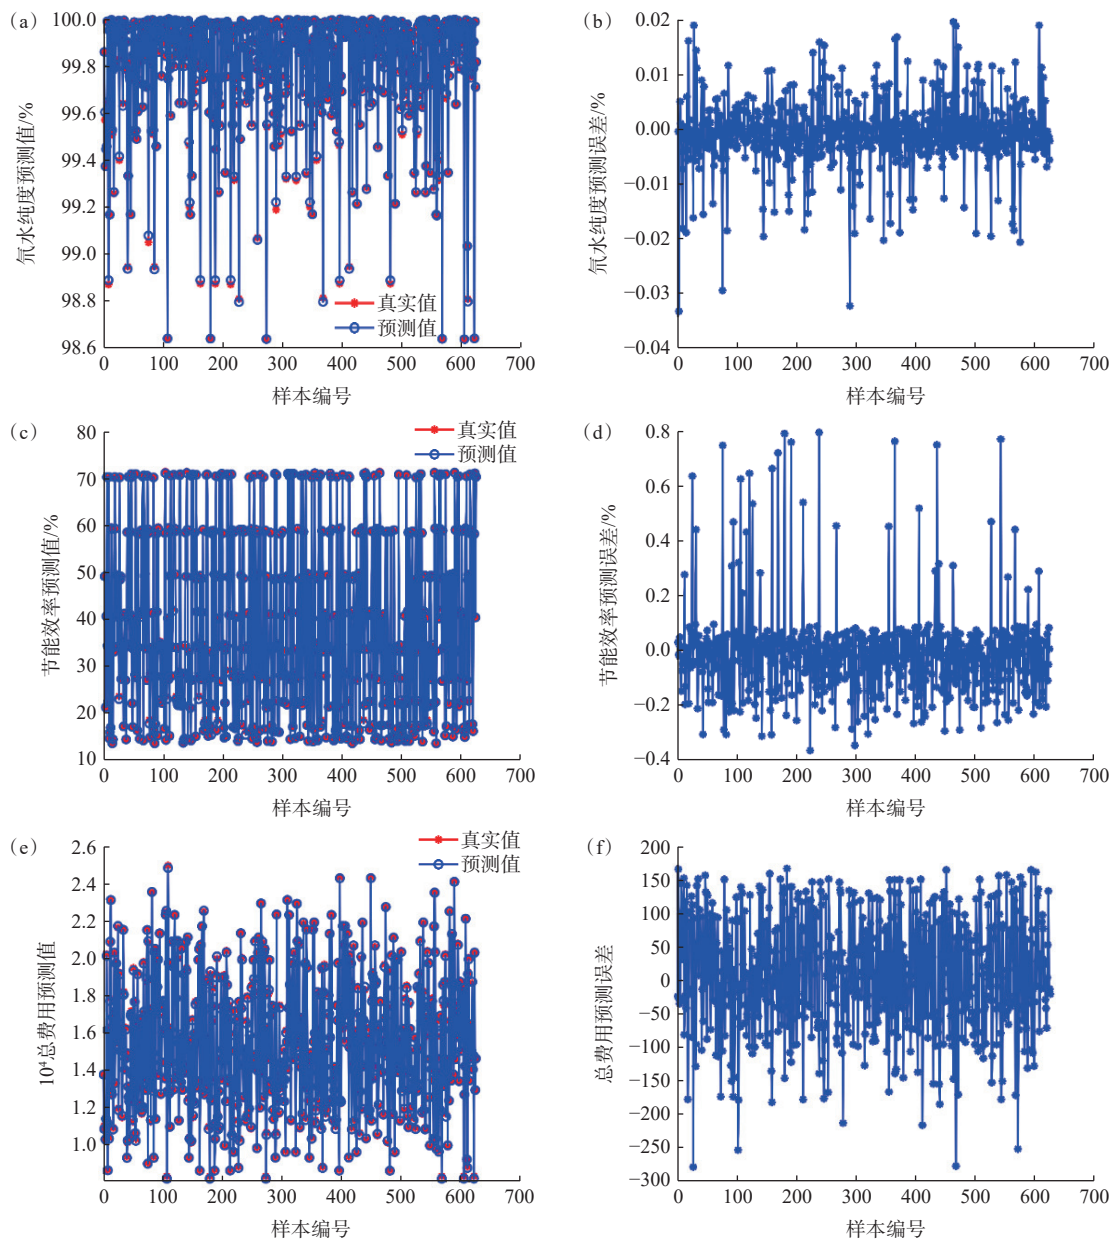 (a)
100.0
99.8
99.6
99.4
99.2
99.0
98.8
98.6
氘水纯度预测值/%
真实值
预测值
0 100 200 300 400 500 600 700
样本编号
(b)
0.02
0.01
0.00
−0.01
−0.02
−0.03
−0.04
氘水纯度预测误差/%
0 100 200 300 400 500 600 700
样本编号
(c)
80
70
60
50
40
30
20
10
节能效率预测值/%
真实值
预测值
0 100 200 300 400 500 600 700
样本编号
(d)
0.8
0.6
0.4
0.2
0.0
−0.2
−0.4
节能效率预测误差/%
0 100 200 300 400 500 600 700
样本编号
(e)
2.6
2.4
2.2
2.0
1.8
1.6
1.4
1.2
1.0
10⁴总费用预测值
真实值
预测值
0 100 200 300 400 500 600 700
样本编号
(f)
200
150
100
50
0
−50
−100
−150
−200
−250
−300
总费用预测误差
0 100 200 300 400 500 600 700
样本编号